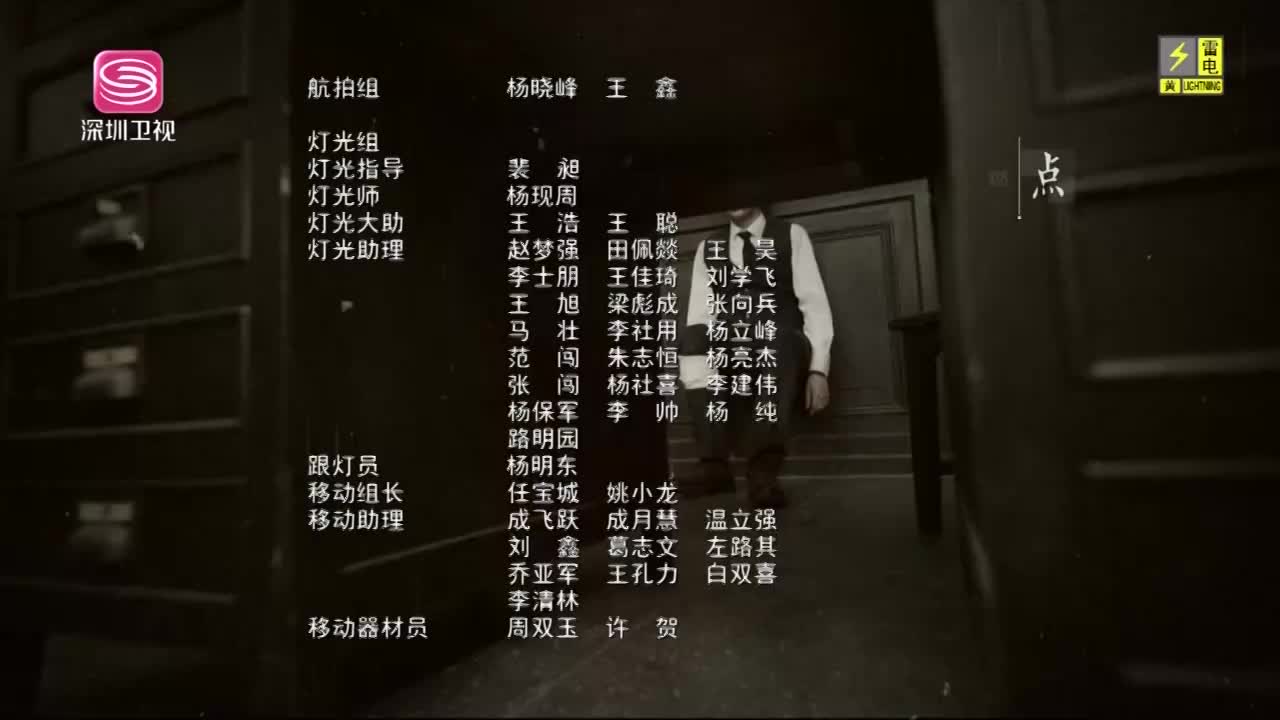 深圳卫视
雷电
黄 LIGHTNING
点
航拍组 杨晓峰 王 鑫
灯光组
灯光指导 裴 昶
灯光师 杨现周
灯光大助 王 浩 王 聪
灯光助理 赵梦强 田佩燚 王 昊
李士朋 王佳琦 刘学飞
王 旭 梁彪成 张向兵
马 壮 李社用 杨立峰
范 闯 朱志恒 杨亮杰
张 闯 杨社喜 李建伟
杨保军 李 帅 杨 纯
路明园
跟灯员 杨明东
移动组长 任宝城 姚小龙
移动助理 成飞跃 成月慧 温立强
刘 鑫 葛志文 左路其
乔亚军 王孔力 白双喜
李清林
移动器材员 周双玉 许 贺